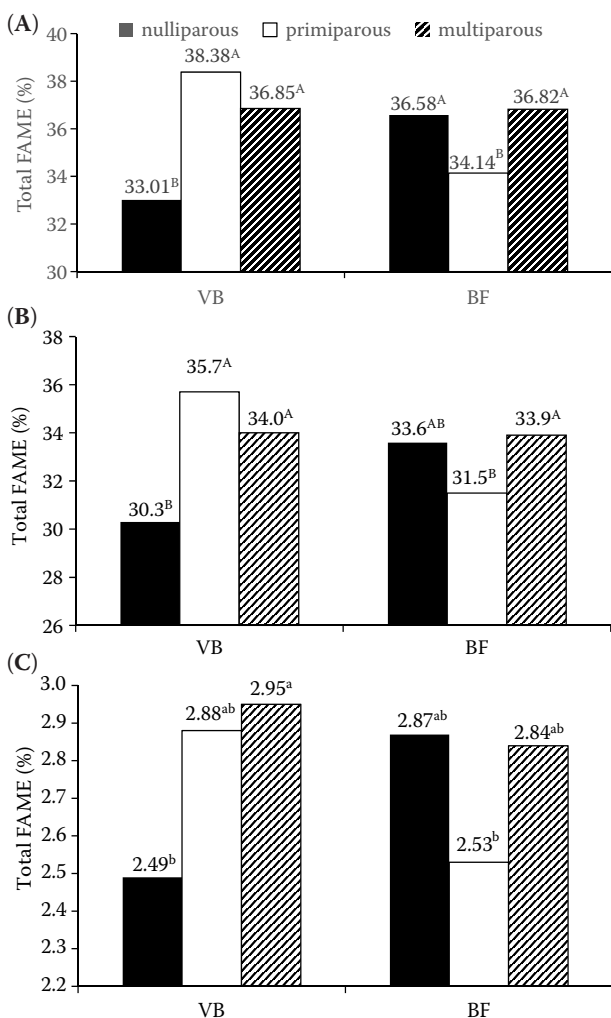 (A)
nulliparous primiparous multiparous
Total FAME (%)
40
38
36
34
32
30
33.01ᴮ
38.38ᴬ
36.85ᴬ
36.58ᴬ
34.14ᴮ
36.82ᴬ
VB BF
(B)
Total FAME (%)
38
36
34
32
30
28
26
30.3ᴮ
35.7ᴬ
34.0ᴬ
33.6ᴬᴮ
31.5ᴮ
33.9ᴬ
VB BF
(C)
Total FAME (%)
3.0
2.9
2.8
2.7
2.6
2.5
2.4
2.3
2.2
2.49ᵇ
2.88ᵃᵇ
2.95ᵃ
2.87ᵃᵇ
2.53ᵇ
2.84ᵃᵇ
VB BF